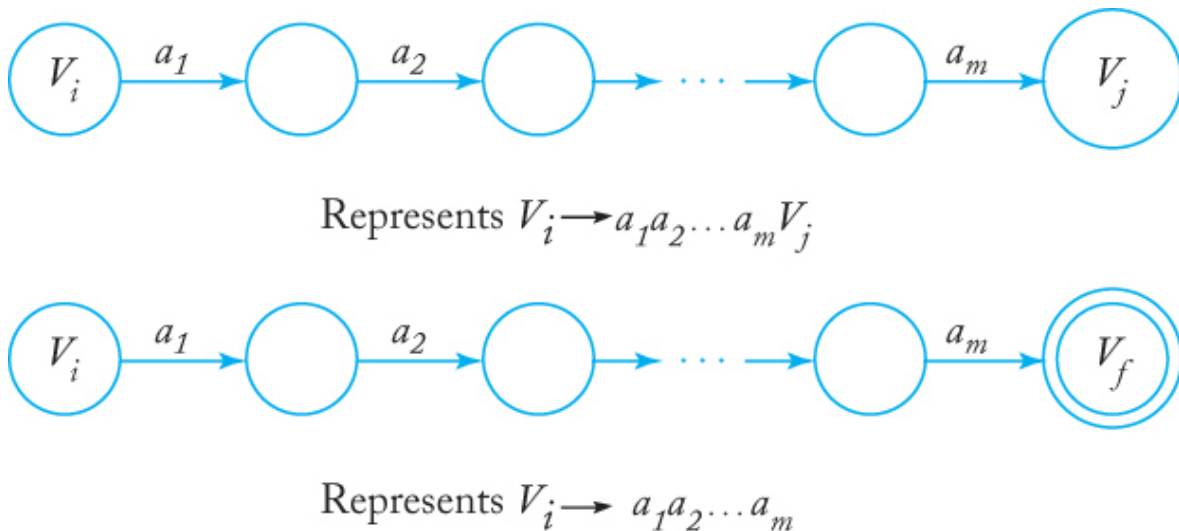 V_i a_1 a_2 · · · a_m V_j
Represents V_i → a_1a_2 . . . a_mV_j
V_i a_1 a_2 · · · a_m V_f
Represents V_i → a_1a_2 . . . a_m